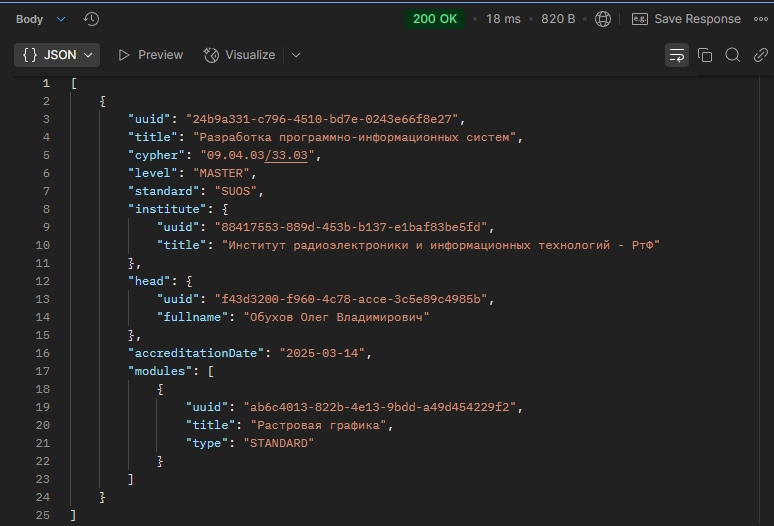 Body
200 OK • 18 ms • 820 B
e.g. Save Response
{} JSON
Preview
Visualize
1 [
2 {
3 "uuid": "24b9a331-c796-4510-bd7e-0243e66f8e27",
4 "title": "Разработка программно-информационных систем",
5 "cypher": "09.04.03/33.03",
6 "level": "MASTER",
7 "standard": "SUOS",
8 "institute": {
9 "uuid": "88417553-889d-453b-b137-e1baf83be5fd",
10 "title": "Институт радиоэлектроники и информационных технологий - РтФ"
11 },
12 "head": {
13 "uuid": "f43d3200-f960-4c78-acce-3c5e89c4985b",
14 "fullname": "Обухов Олег Владимирович"
15 },
16 "accreditationDate": "2025-03-14",
17 "modules": [
18 {
19 "uuid": "ab6c4013-822b-4e13-9bdd-a49d454229f2",
20 "title": "Растровая графика",
21 "type": "STANDARD"
22 }
23 ]
24 }
25 ]